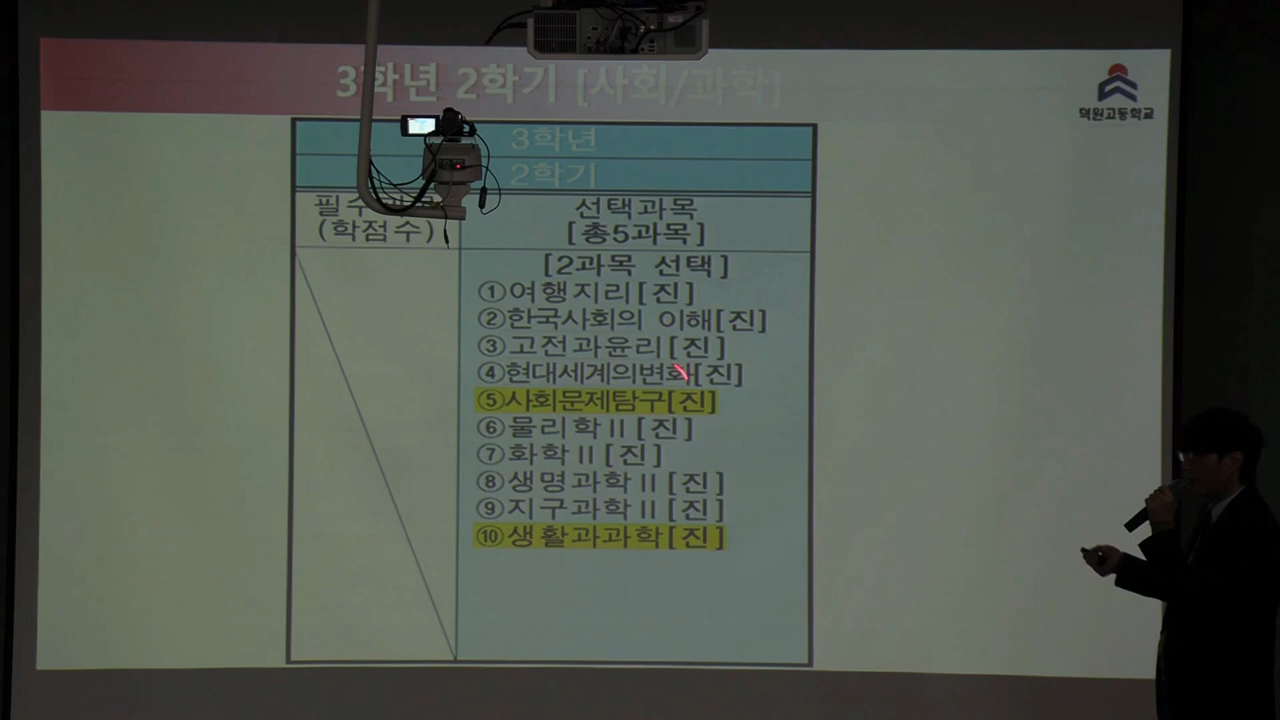 3학년 2학기 [사회/과학]
덕원고등학교
3학년
2학기
필수
(학점수)
선택과목
[총5과목]
[2과목 선택]
①여행지리[진]
②한국사회의 이해[진]
③고전과윤리[진]
④현대세계의변화[진]
⑤사회문제탐구[진]
⑥물리학Ⅱ[진]
⑦화학Ⅱ[진]
⑧생명과학Ⅱ[진]
⑨지구과학Ⅱ[진]
⑩생활과과학[진]